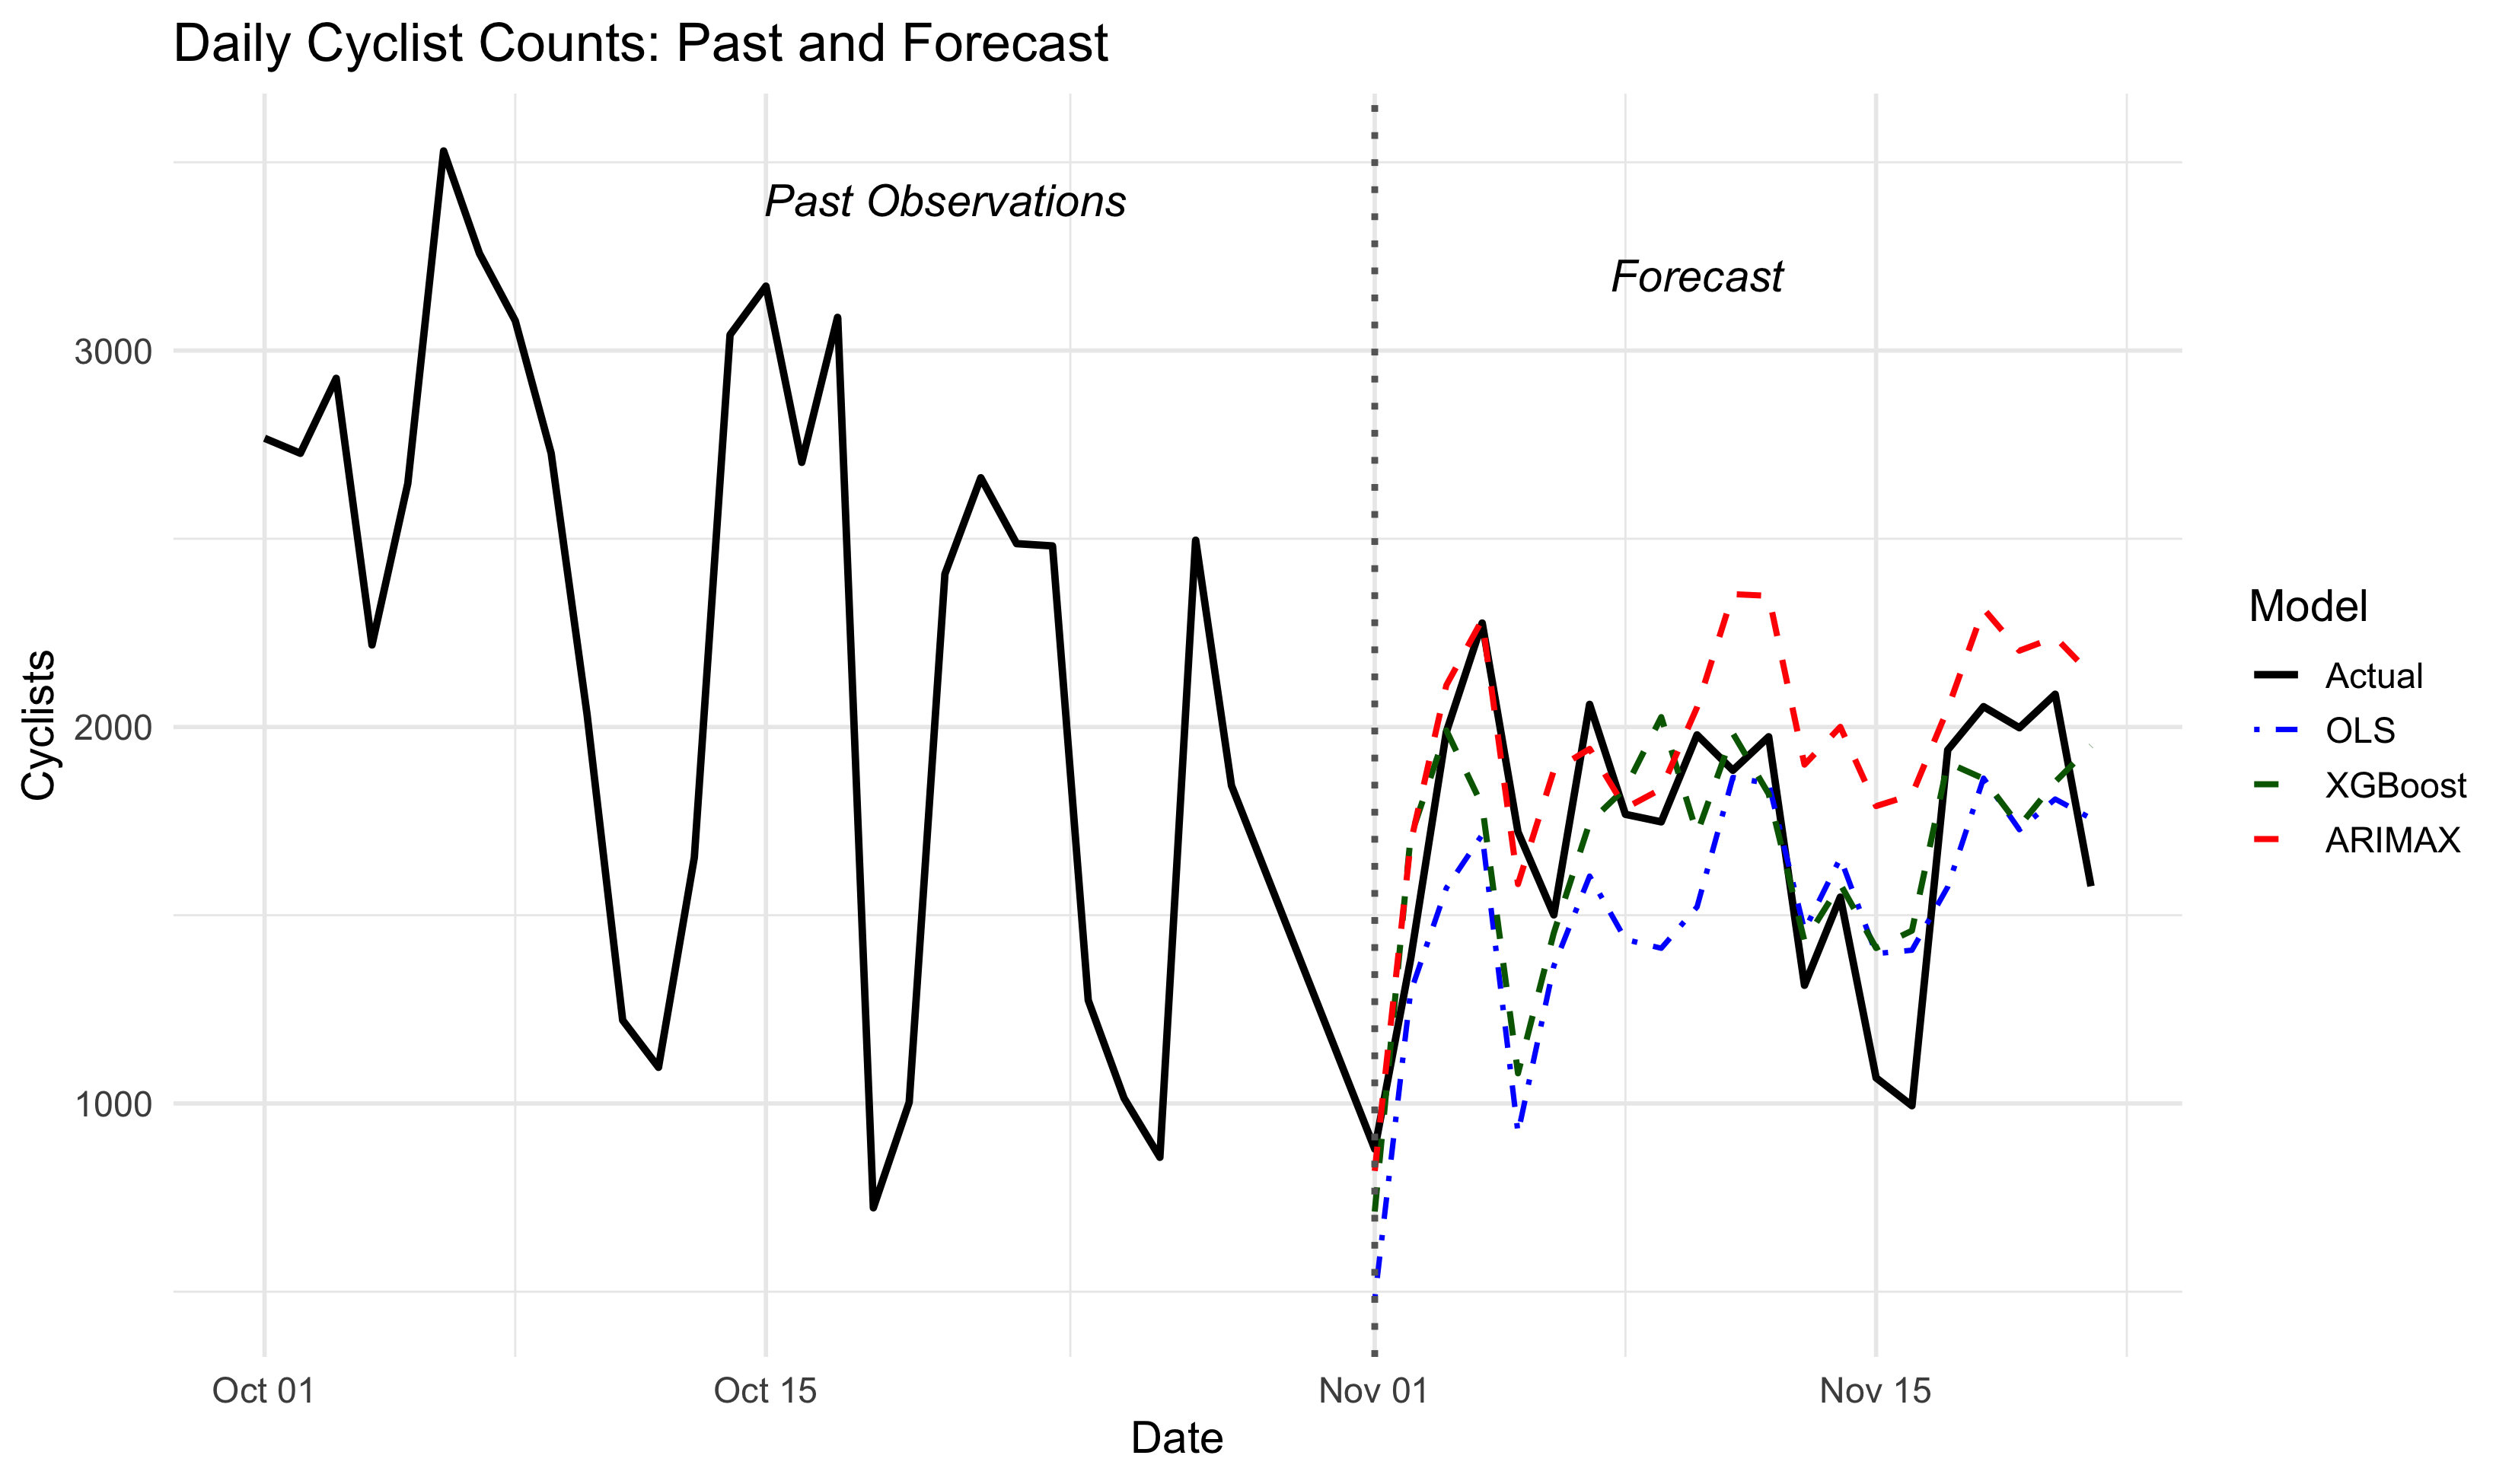 Daily Cyclist Counts: Past and Forecast
Past Observations
Forecast
3000
2000
1000
Cyclists
Oct 01
Oct 15
Nov 01
Nov 15
Date
Model
Actual
OLS
XGBoost
ARIMAX